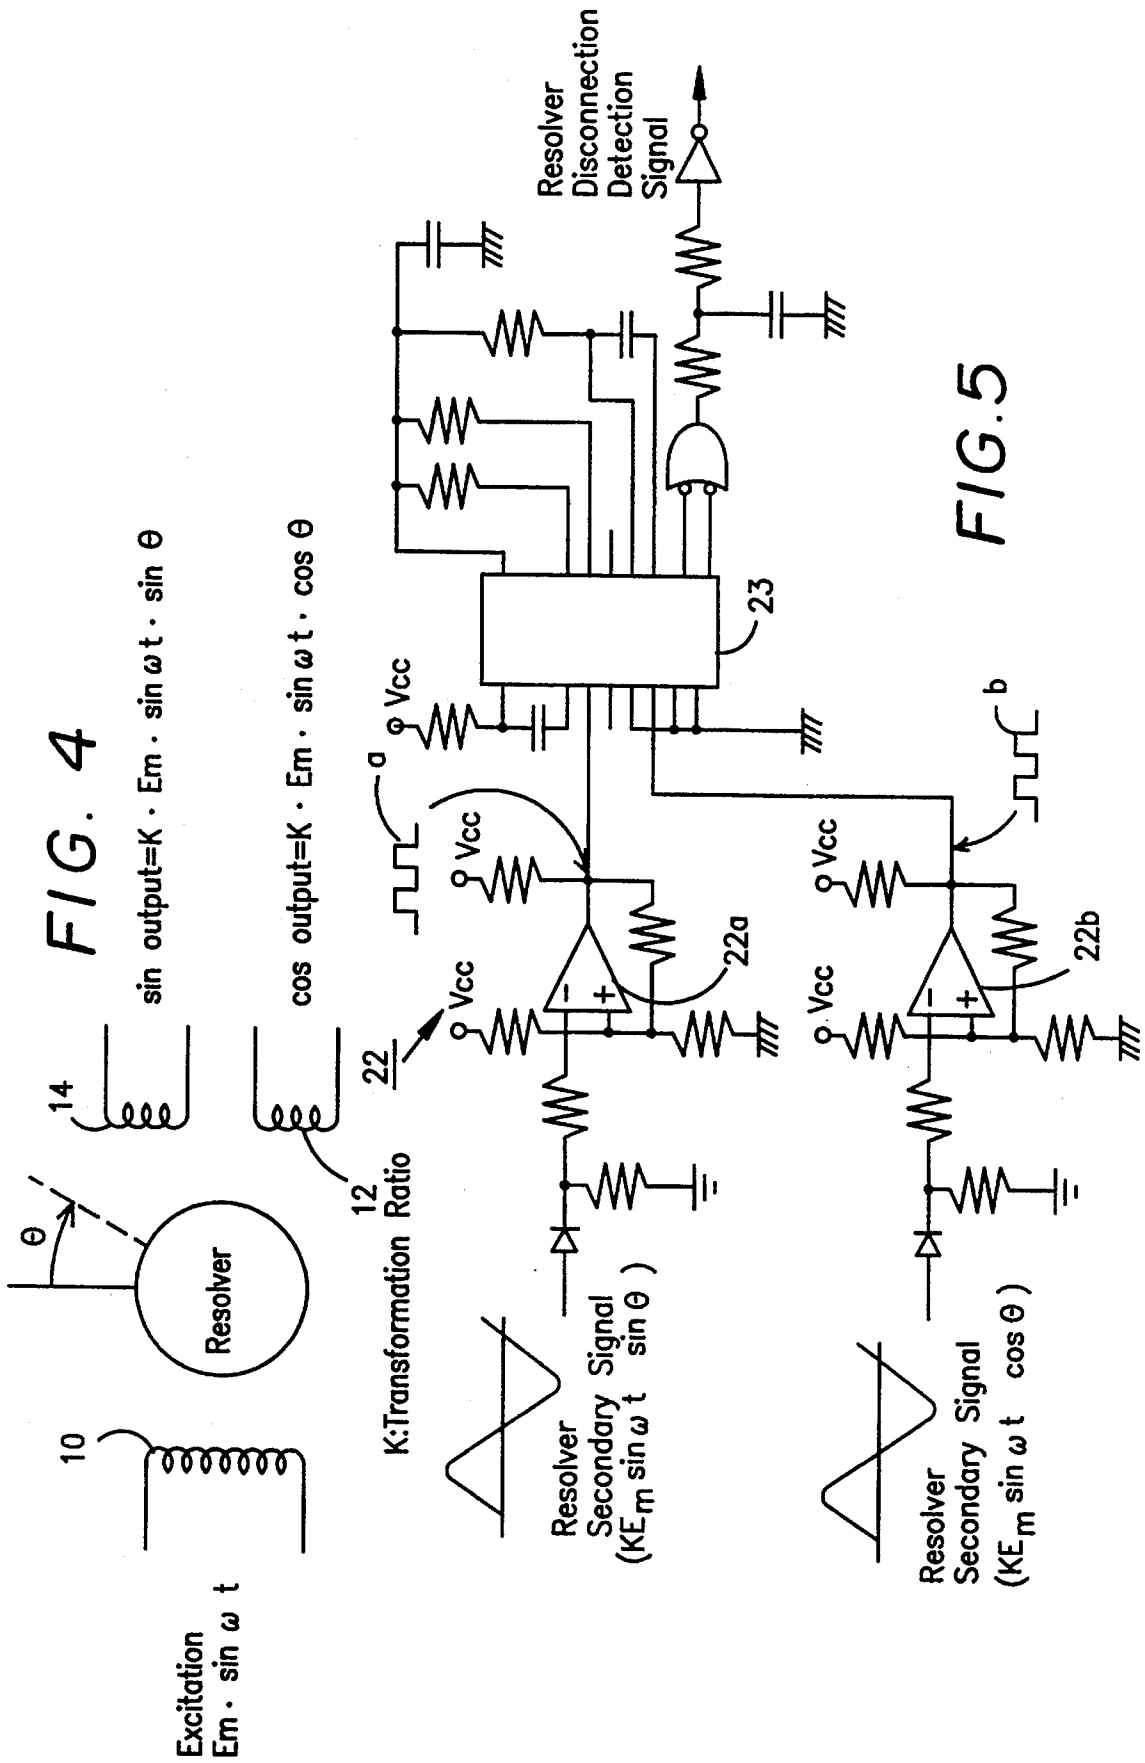 FIG. 4
Excitation
Em · sin ω t
10
θ
Resolver
14
12
sin output=K · Em · sin ω t · sin θ
cos output=K · Em · sin ω t · cos θ
K:Transformation Ratio
FIG.5
22
Vcc
Vcc
a
Vcc
Resolver
Secondary Signal
(KEm sin ω t sin θ )
22a
23
Resolver
Disconnection
Detection
Signal
Vcc
Vcc
b
Resolver
Secondary Signal
(KEm sin ω t cos θ )
22b
−
+
−
+